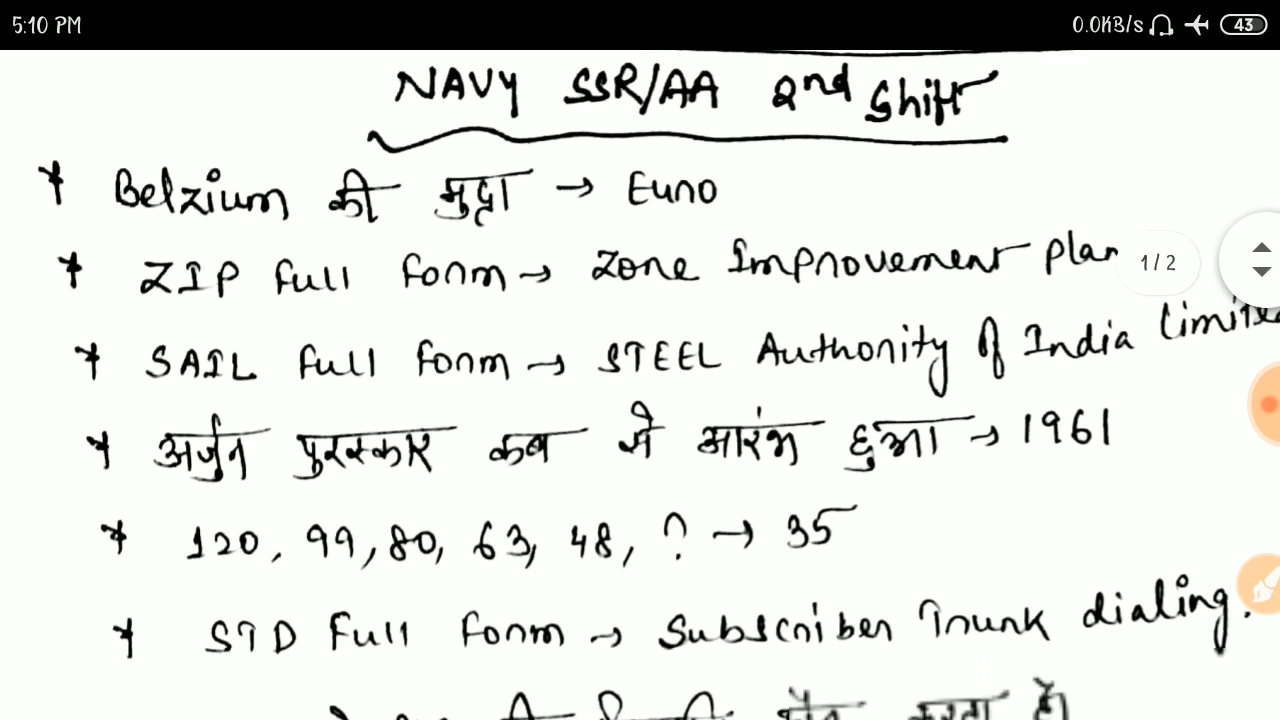 5:10 PM 0.0KB/s 43
NAVY SSR/AA 2nd Shift
* Belzium की मुद्रा → Euro
* ZIP full form → Zone Improvement Plan
1/2
* SAIL full form → STEEL Authority of India Limited
* अर्जुन पुरस्कार कब से आरंभ हुआ → 1961
* 120, 99, 80, 63, 48, ? → 35
* STD full form → Subscriber Trunk dialing.
कौन करता है